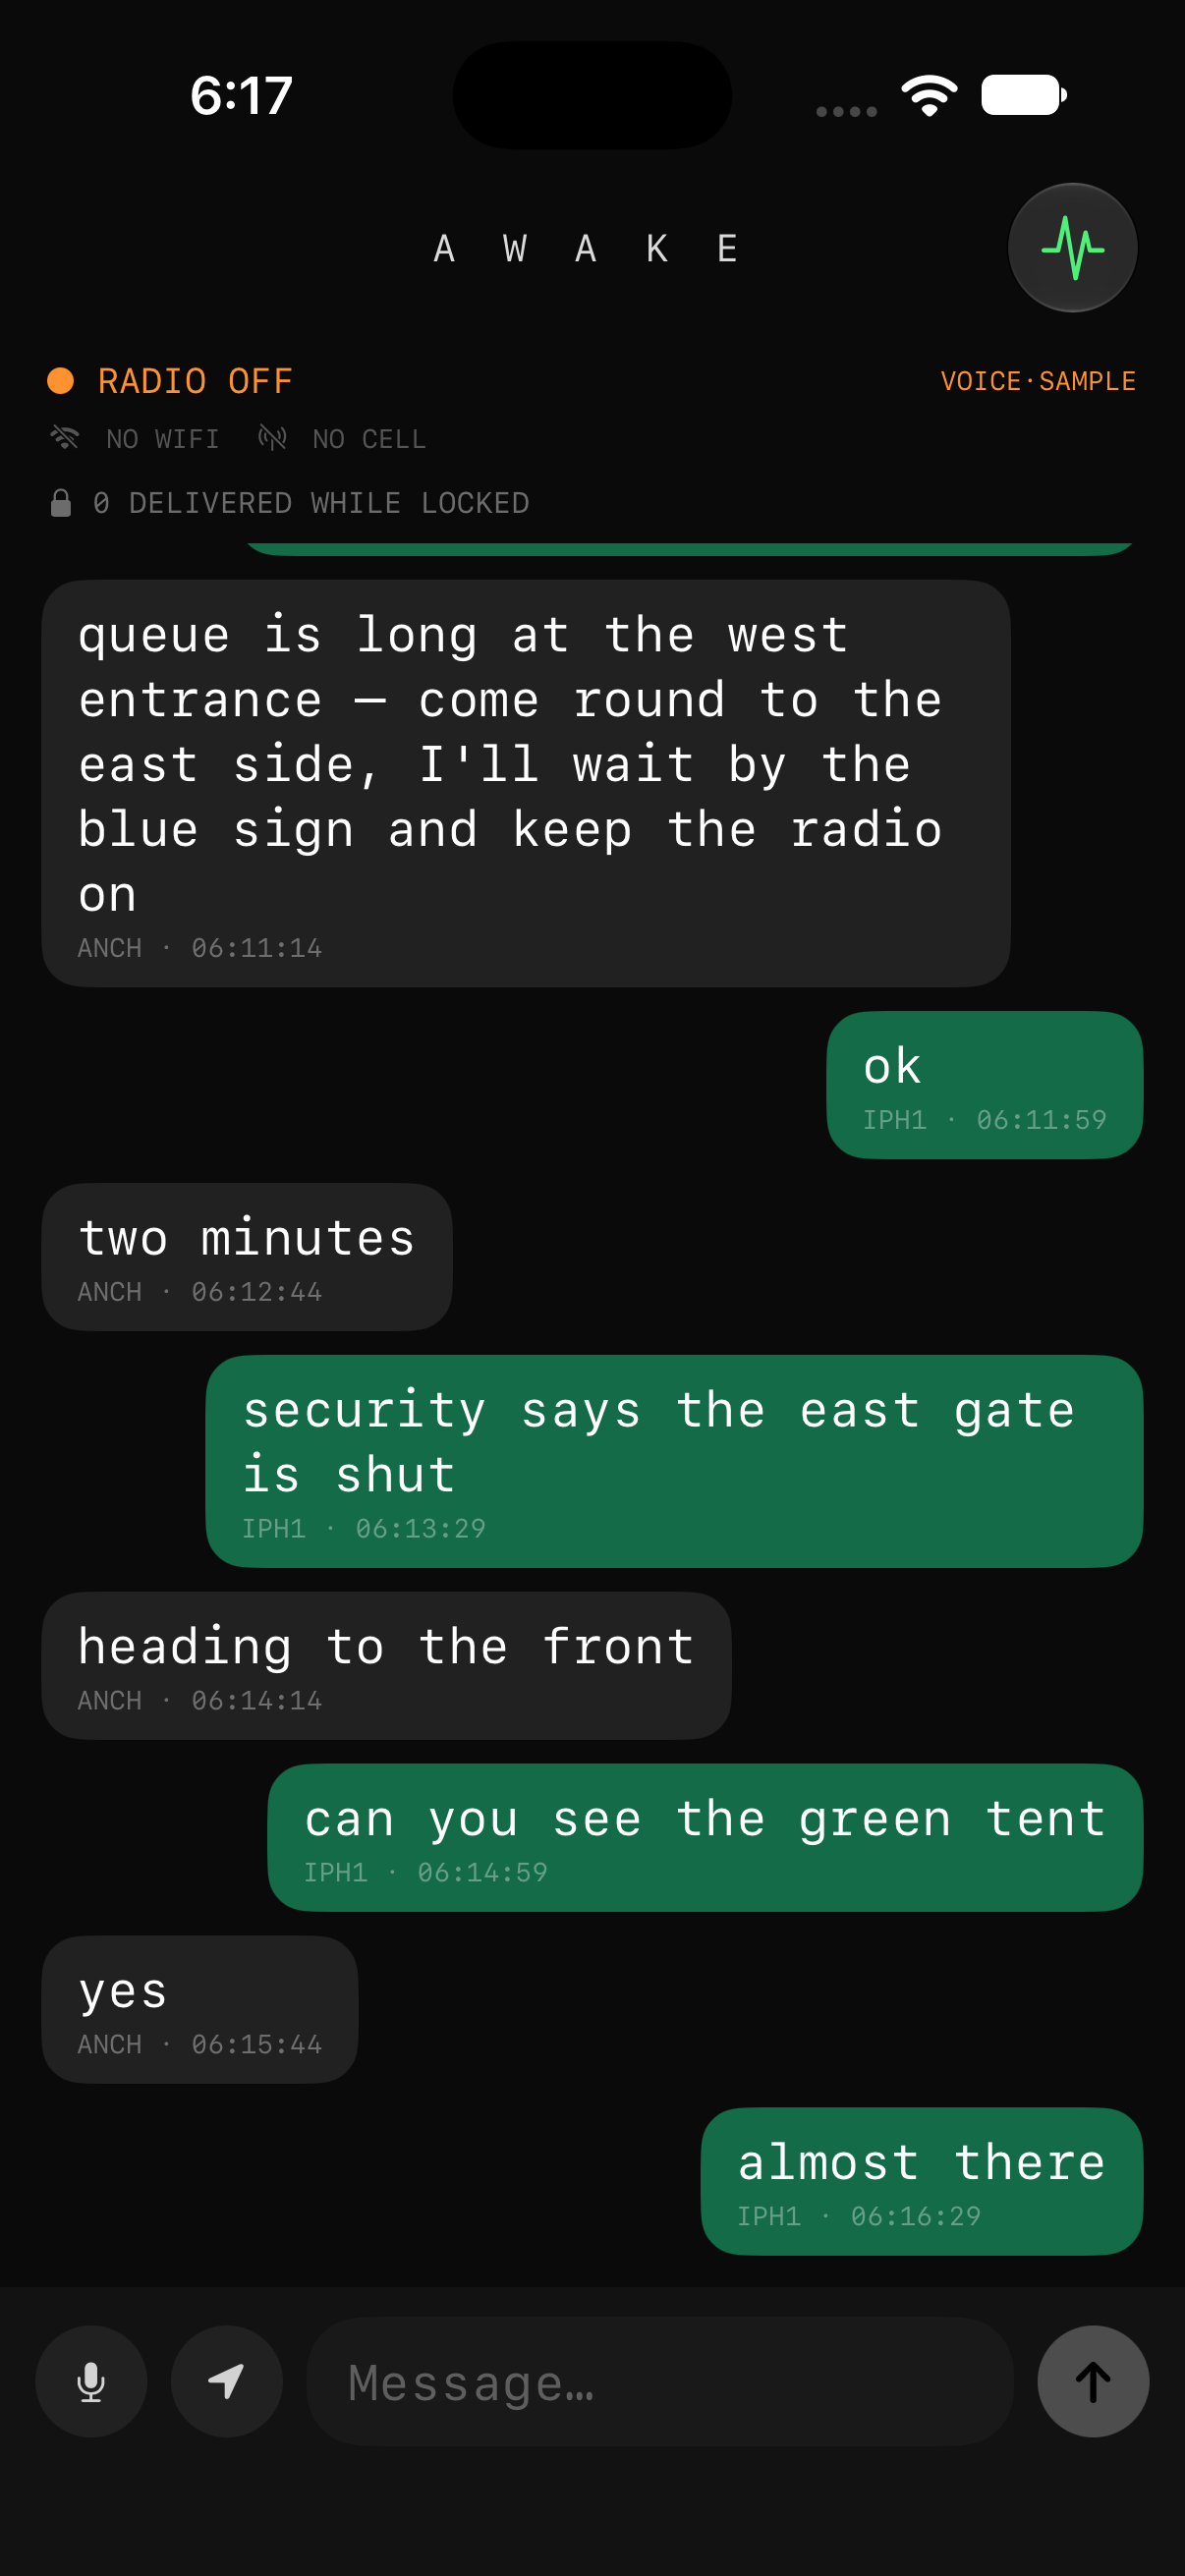 6:17
A W A K E
RADIO OFF
VOICE·SAMPLE
NO WIFI NO CELL
0 DELIVERED WHILE LOCKED
queue is long at the west
entrance — come round to the
east side, I'll wait by the
blue sign and keep the radio
on
ANCH · 06:11:14
ok
IPH1 · 06:11:59
two minutes
ANCH · 06:12:44
security says the east gate
is shut
IPH1 · 06:13:29
heading to the front
ANCH · 06:14:14
can you see the green tent
IPH1 · 06:14:59
yes
ANCH · 06:15:44
almost there
IPH1 · 06:16:29
Message…